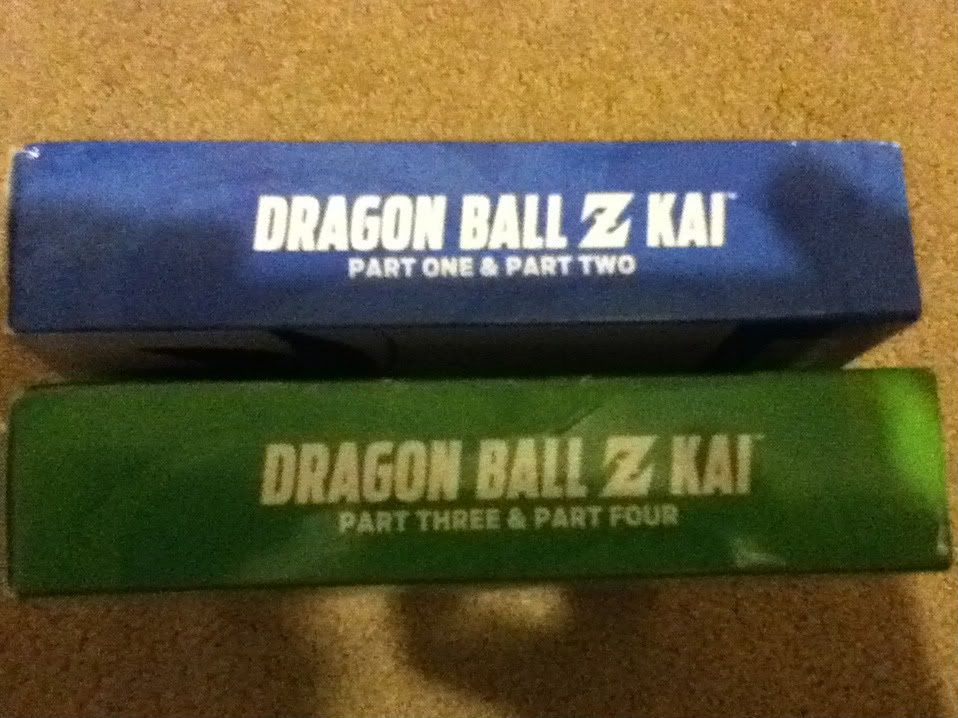 DRAGON BALL Z KAI™
PART ONE & PART TWO
DRAGON BALL Z KAI™
PART THREE & PART FOUR